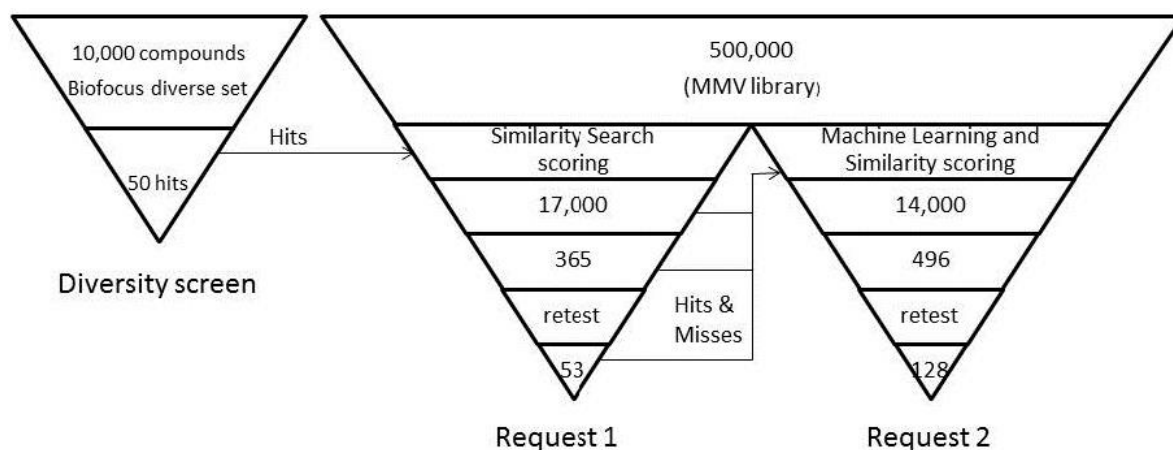 10,000 compounds
Biofocus diverse set
50 hits
Diversity screen
Hits
500,000
(MMV library)
Similarity Search
scoring
17,000
365
retest
53
Request 1
Hits &
Misses
Machine Learning and
Similarity scoring
14,000
496
retest
128
Request 2